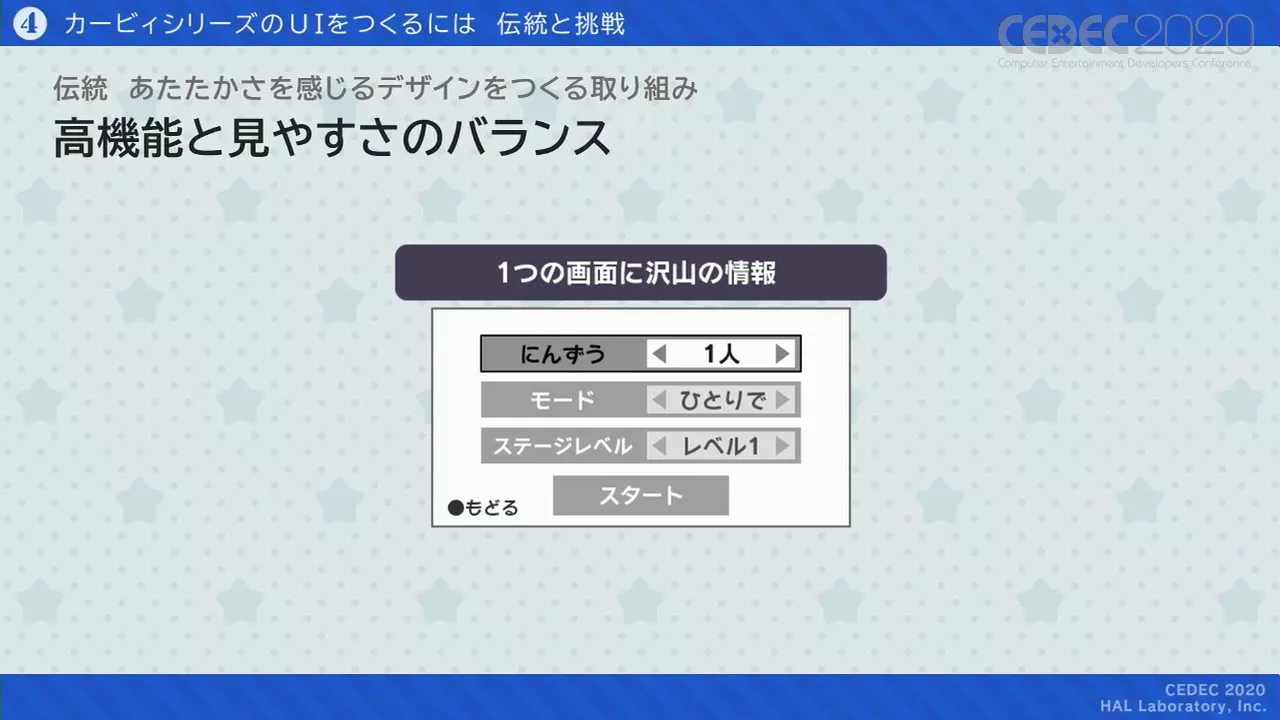 4 カービィシリーズのUIをつくるには 伝統と挑戦
CEDEC2020
Computer Entertainment Developers Conference
伝統 あたたかさを感じるデザインをつくる取り組み
高機能と見やすさのバランス
1つの画面に沢山の情報
にんずう ◀ 1人 ▶
モード ◀ ひとりで ▶
ステージレベル ◀ レベル1 ▶
スタート
●もどる
CEDEC 2020
HAL Laboratory, Inc.